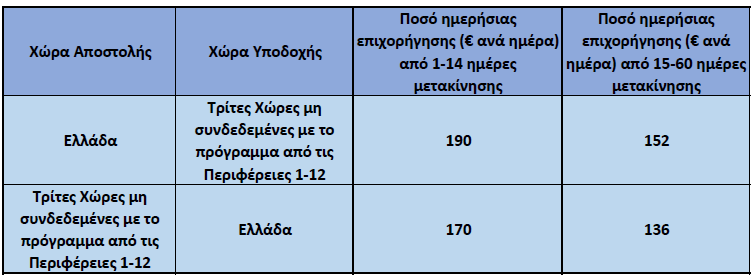 Χώρα Αποστολής
Χώρα Υποδοχής
Ποσό ημερήσιας
επιχορήγησης (€ ανά ημέρα)
από 1-14 ημέρες
μετακίνησης
Ποσό ημερήσιας
επιχορήγησης (€ ανά
ημέρα) από 15-60 ημέρες
μετακίνησης
Ελλάδα
Τρίτες Χώρες μη
συνδεδεμένες με το
πρόγραμμα από τις
Περιφέρειες 1-12
190
152
Τρίτες Χώρες μη
συνδεδεμένες με το
πρόγραμμα από τις
Περιφέρειες 1-12
Ελλάδα
170
136